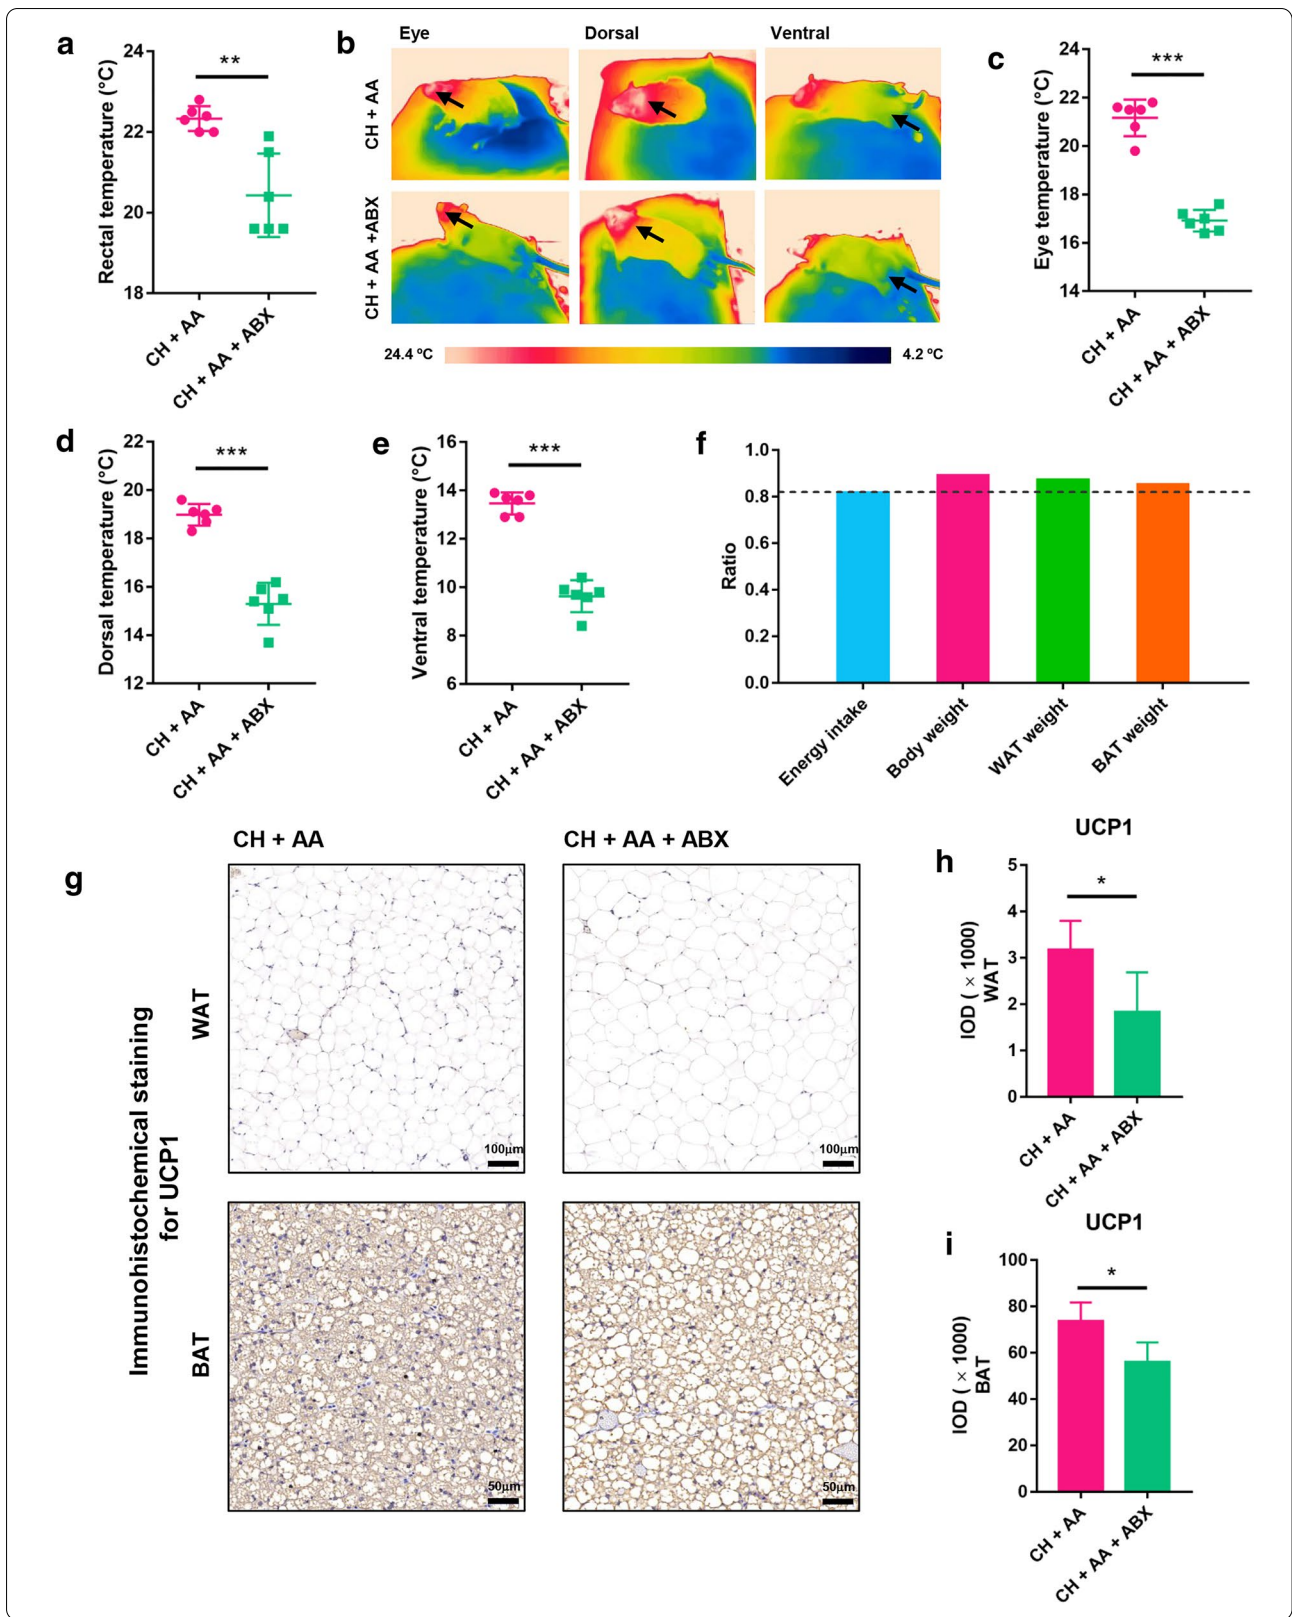 a
Rectal temperature (°C)
24
22
20
18
**
CH + AA
CH + AA + ABX
b
Eye
Dorsal
Ventral
CH + AA
CH + AA +ABX
24.4 ºC
4.2 ºC
c
Eye temperature (°C)
24
22
20
18
16
14
***
CH + AA
CH + AA + ABX
d
Dorsal temperature (°C)
22
20
18
16
14
12
***
CH + AA
CH + AA + ABX
e
Ventral temperature (°C)
16
14
12
10
8
6
***
CH + AA
CH + AA + ABX
f
Ratio
1.0
0.8
0.6
0.4
0.2
0.0
Energy intake
Body weight
WAT weight
BAT weight
g
CH + AA
CH + AA + ABX
Immunohistochemical staining
for UCP1
WAT
100µm
100µm
BAT
50µm
50µm
h
UCP1
IOD ( × 1000)
WAT
5
4
3
2
1
0
*
CH + AA
CH + AA + ABX
i
UCP1
IOD ( × 1000)
BAT
100
80
60
40
20
0
*
CH + AA
CH + AA + ABX